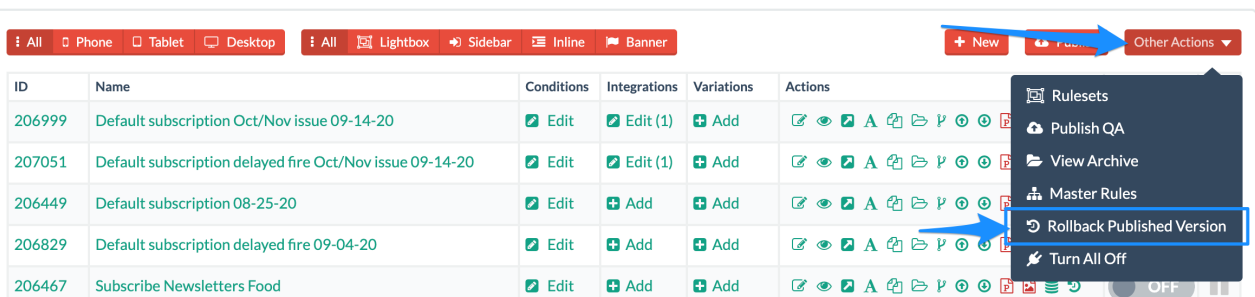 All Phone Tablet Desktop All Lightbox Sidebar Inline Banner + New Other Actions
ID Name Conditions Integrations Variations Actions
206999 Default subscription Oct/Nov issue 09-14-20 Edit Edit (1) Add
Rulesets
Publish QA
207051 Default subscription delayed fire Oct/Nov issue 09-14-20 Edit Edit (1) Add
View Archive
206449 Default subscription 08-25-20 Edit Add Add
Master Rules
Rollback Published Version
206829 Default subscription delayed fire 09-04-20 Edit Add Add
Turn All Off
206467 Subscribe Newsletters Food Edit Add Add OFF